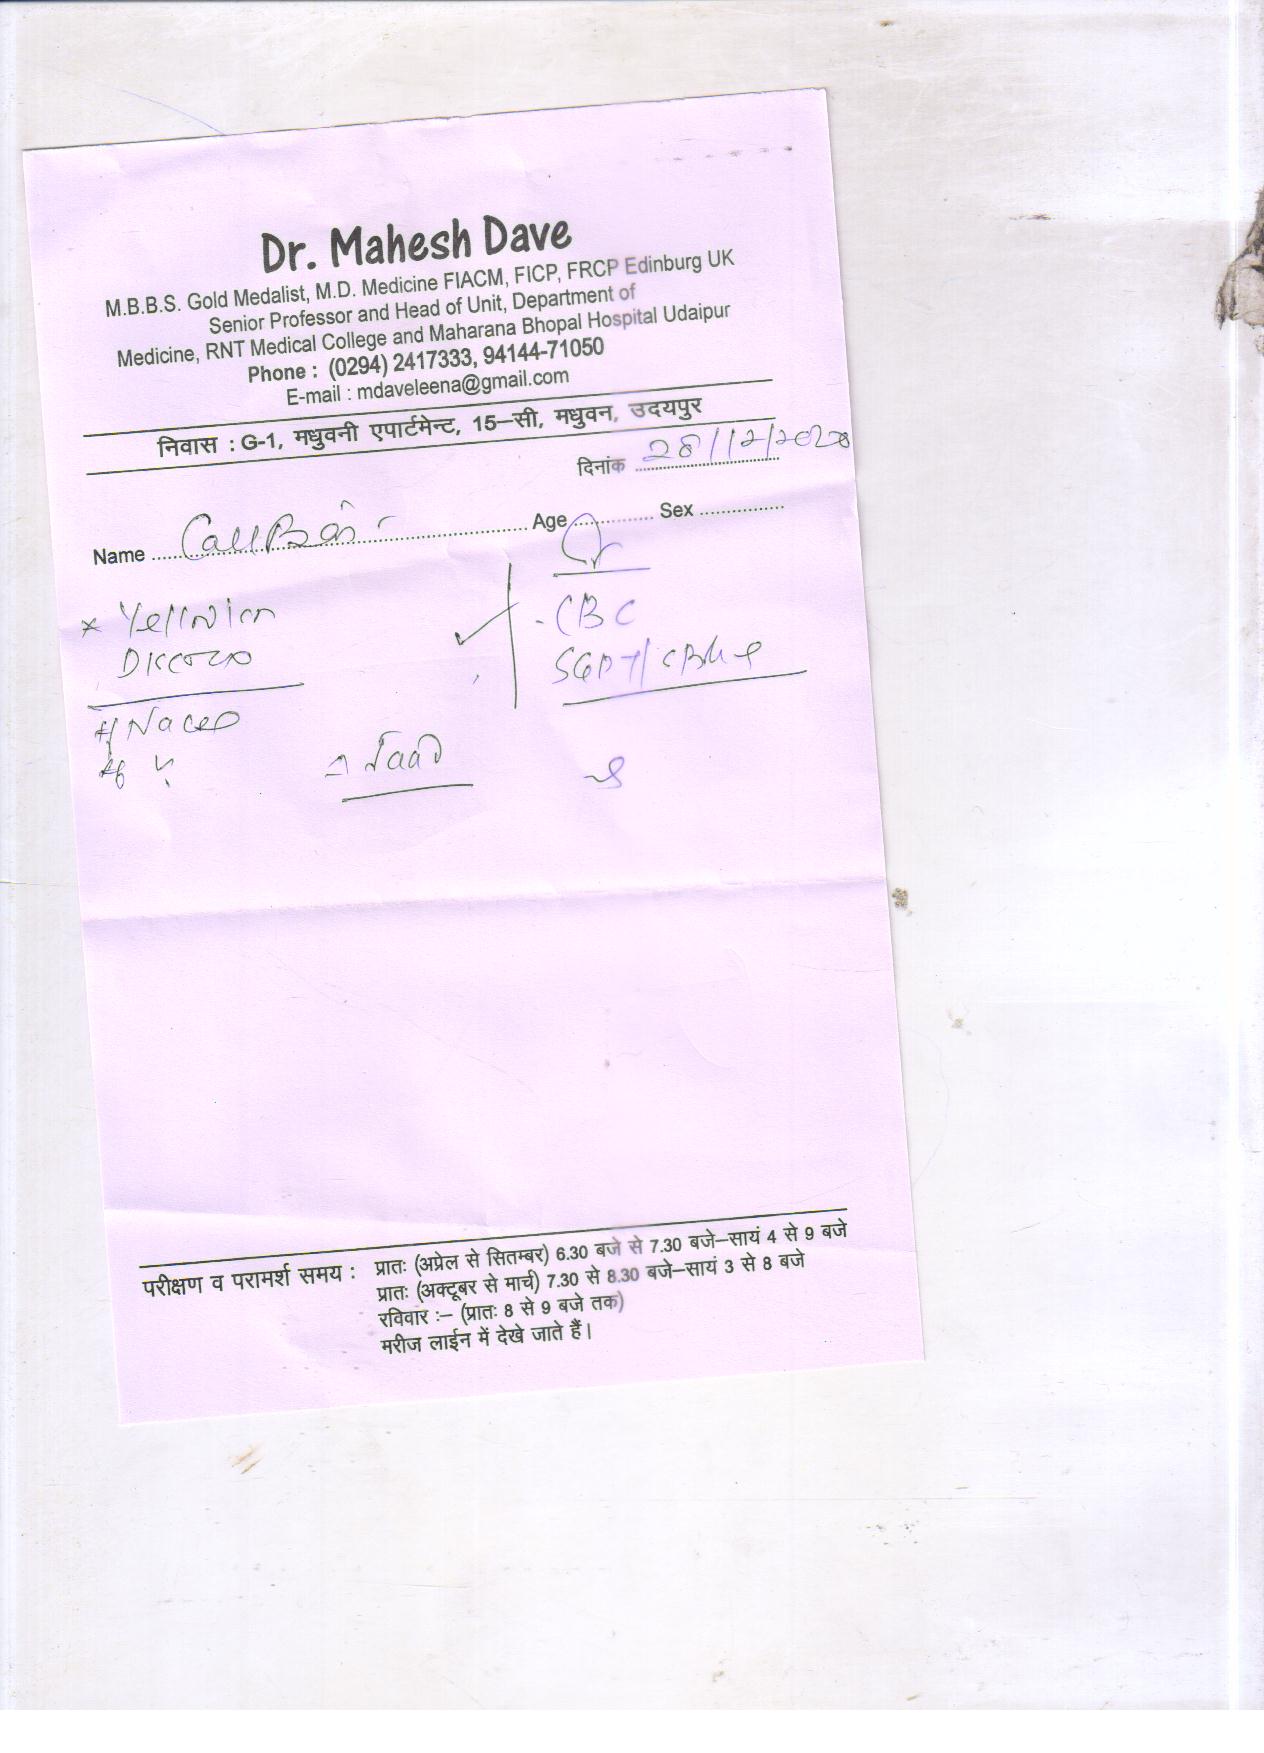 Dr. Mahesh Dave
M.B.B.S. Gold Medalist, M.D. Medicine FIACM, FICP, FRCP Edinburg UK
Senior Professor and Head of Unit, Department of
Medicine, RNT Medical College and Maharana Bhopal Hospital Udaipur
Phone : (0294) 2417333, 94144-71050
E-mail : mdaveleena@gmail.com
निवास : G-1, मधुवनी एपार्टमेन्ट, 15–सी, मधुवन, उदयपुर
दिनांक 28/12/2020
Name Age Sex
CBC
SGPT/
परीक्षण व परामर्श समय : प्रातः (अप्रेल से सितम्बर) 6.30 बजे से 7.30 बजे–सायं 4 से 9 बजे
प्रातः (अक्टूबर से मार्च) 7.30 से 8.30 बजे–सायं 3 से 8 बजे
रविवार :– (प्रातः 8 से 9 बजे तक)
मरीज लाईन में देखे जाते हैं।